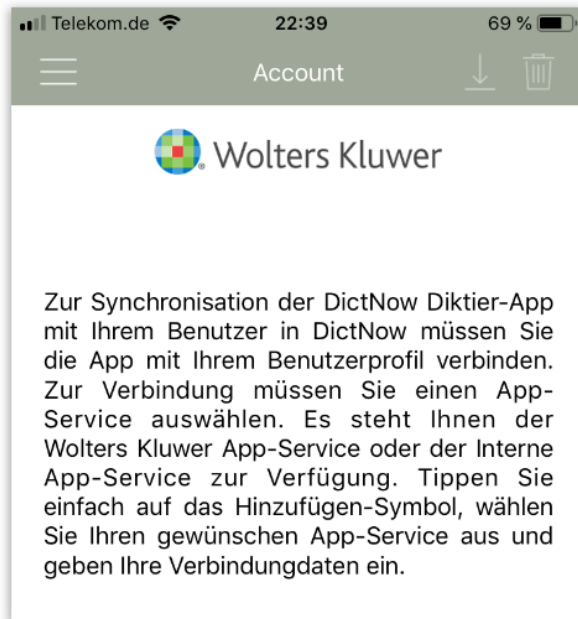 Telekom.de 22:39 69 %
Account
Wolters Kluwer
Zur Synchronisation der DictNow Diktier-App
mit Ihrem Benutzer in DictNow müssen Sie
die App mit Ihrem Benutzerprofil verbinden.
Zur Verbindung müssen Sie einen App-
Service auswählen. Es steht Ihnen der
Wolters Kluwer App-Service oder der Interne
App-Service zur Verfügung. Tippen Sie
einfach auf das Hinzufügen-Symbol, wählen
Sie Ihren gewünschen App-Service aus und
geben Ihre Verbindungdaten ein.